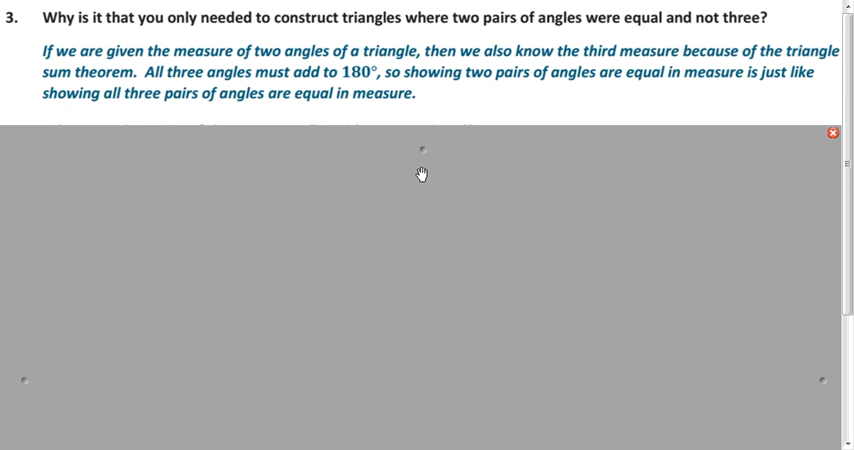 3. Why is it that you only needed to construct triangles where two pairs of angles were equal and not three?
If we are given the measure of two angles of a triangle, then we also know the third measure because of the triangle
sum theorem. All three angles must add to 180°, so showing two pairs of angles are equal in measure is just like
showing all three pairs of angles are equal in measure.